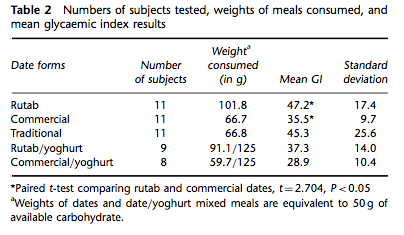 Table 2 Numbers of subjects tested, weights of meals consumed, and
mean glycaemic index results
Date forms Number of subjects Weightᵃ consumed (in g) Mean GI Standard deviation
Rutab 11 101.8 47.2* 17.4
Commercial 11 66.7 35.5* 9.7
Traditional 11 66.8 45.3 25.6
Rutab/yoghurt 9 91.1/125 37.3 14.0
Commercial/yoghurt 8 59.7/125 28.9 10.4
*Paired t-test comparing rutab and commercial dates, t=2.704, P<0.05
ᵃWeights of dates and date/yoghurt mixed meals are equivalent to 50 g of
available carbohydrate.